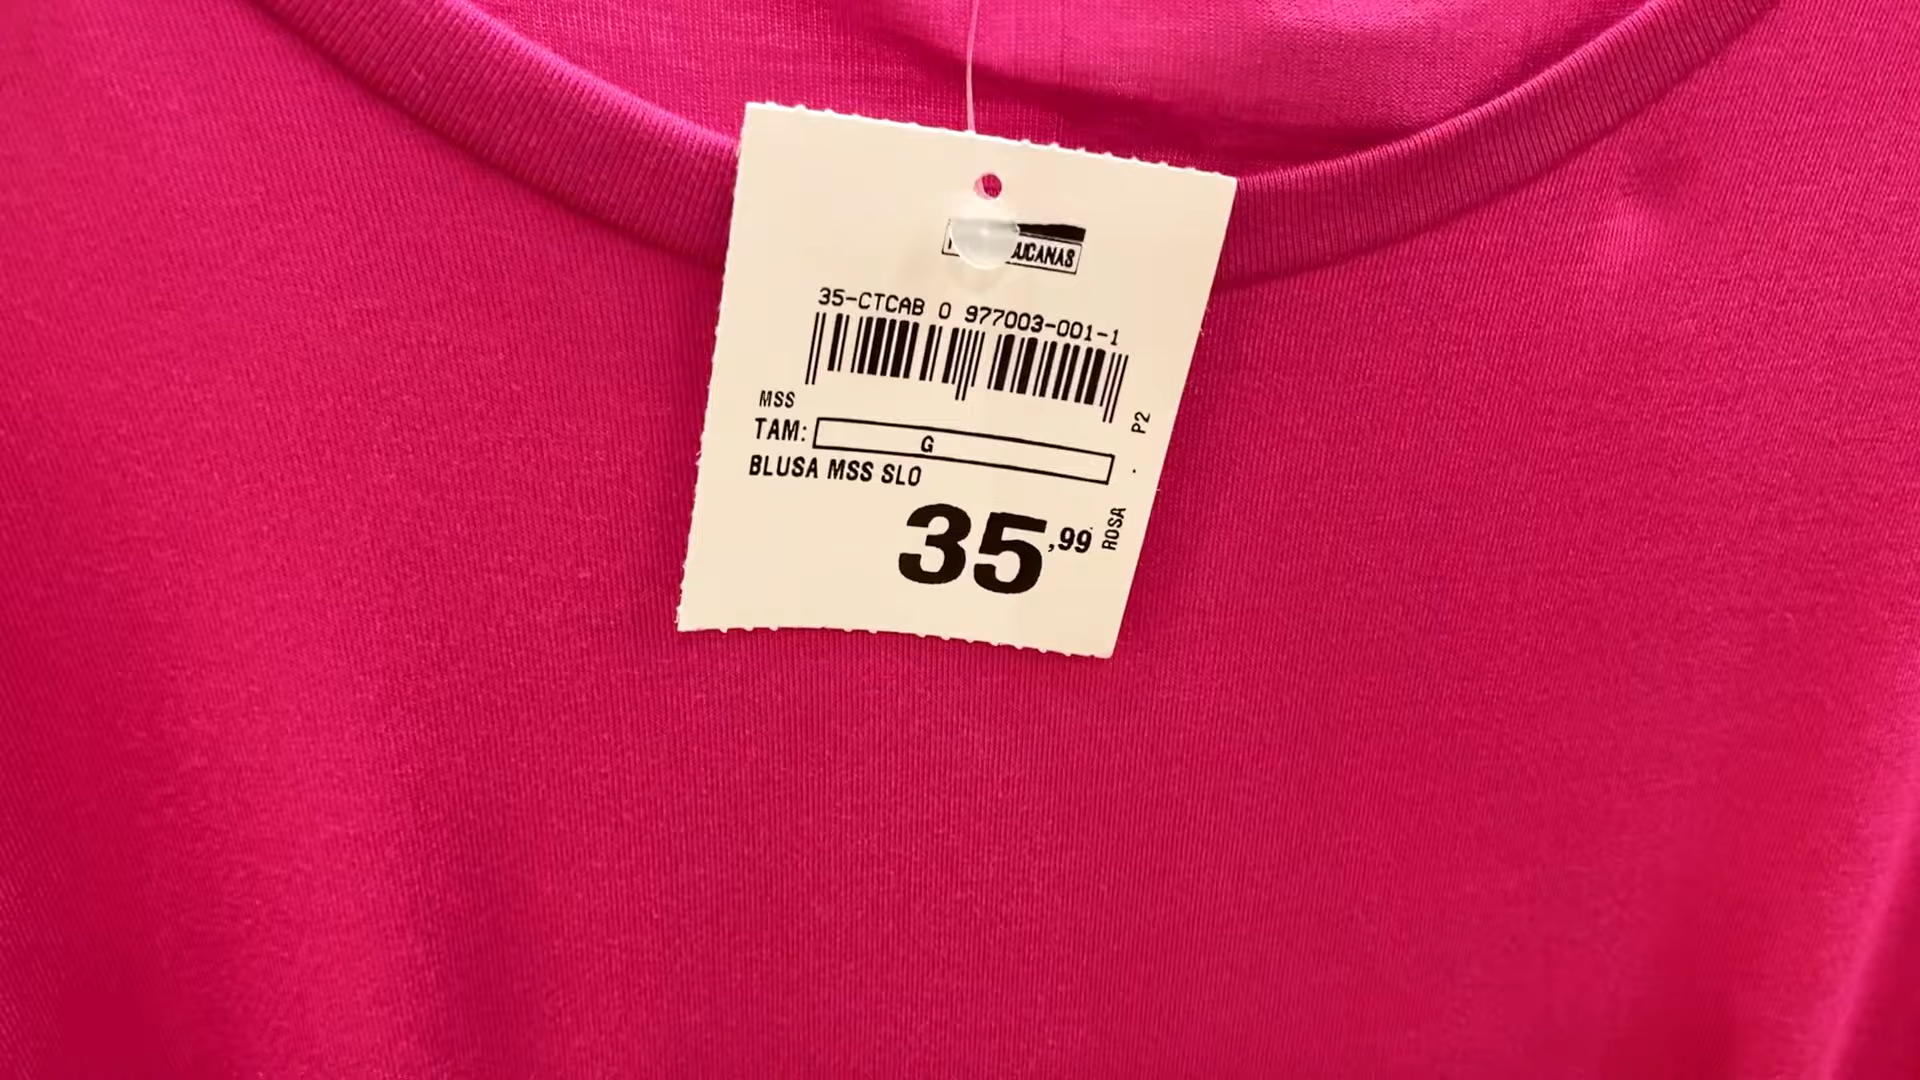 35-CTCAB 0 977003-001-1
MSS
TAM: G
BLUSA MSS SLO
35,99
ROSA . P2